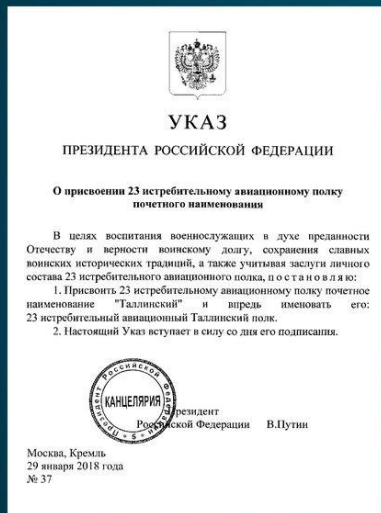 УКАЗ
ПРЕЗИДЕНТА РОССИЙСКОЙ ФЕДЕРАЦИИ
О присвоении 23 истребительному авиационному полку
почетного наименования
В целях воспитания военнослужащих в духе преданности
Отечеству и верности воинскому долгу, сохранения славных
воинских исторических традиций, а также учитывая заслуги личного
состава 23 истребительного авиационного полка, п о с т а н о в л я ю:
1. Присвоить 23 истребительному авиационному полку почетное
наименование "Таллинский" и впредь именовать его:
23 истребительный авиационный Таллинский полк.
2. Настоящий Указ вступает в силу со дня его подписания.
Президент Российской
КАНЦЕЛЯРИЯ
* 5 *
Президент
Российской Федерации В.Путин
Москва, Кремль
29 января 2018 года
№ 37